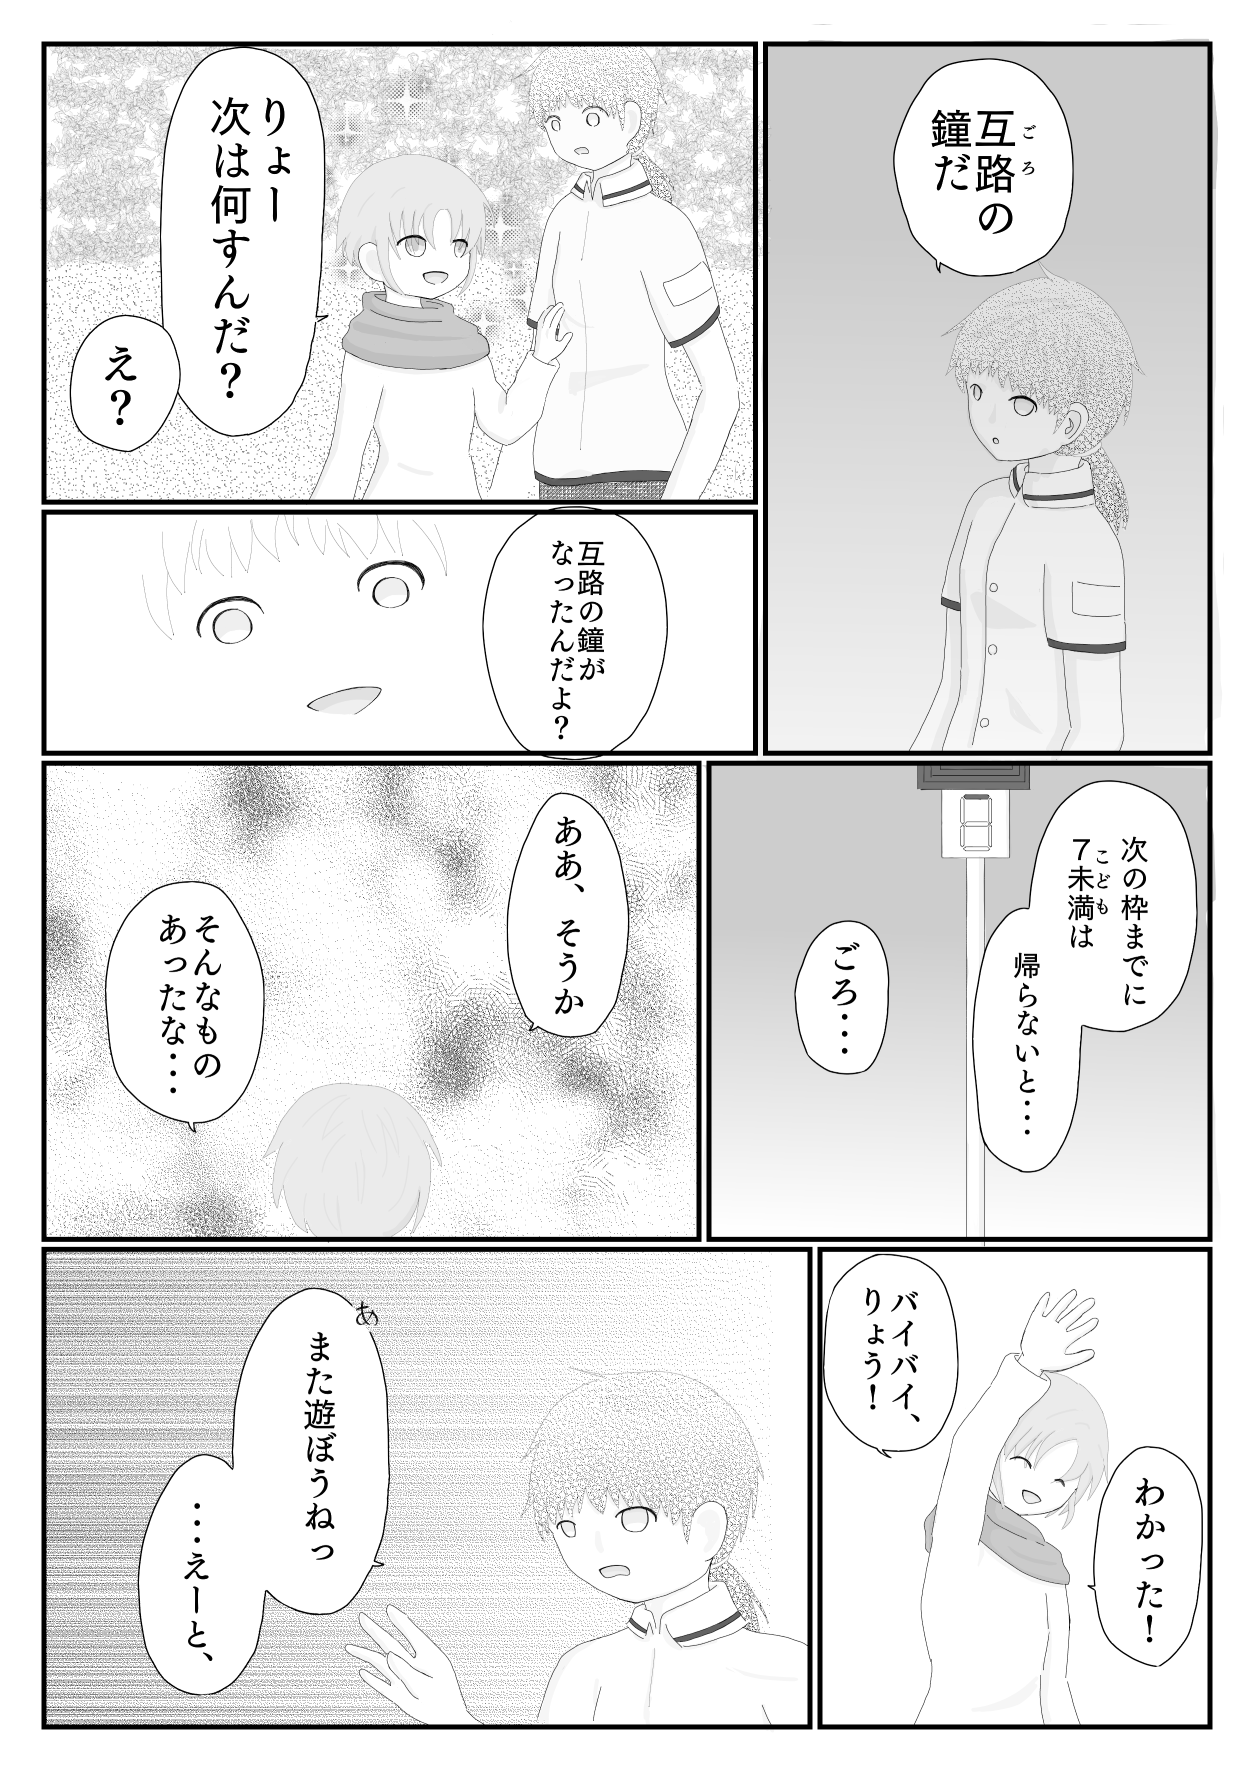 互路の
ごろ
鐘だ
りょー
次は何すんだ?
え?
互路の鐘が
なったんだよ?
次の枠までに
7未満は
こども
帰らないと・・・
ごろ・・・
ああ、そうか
そんなもの
あったな・・・
バイバイ、
りょう!
わかった!
あ
また遊ぼうねっ
・・・えーと、